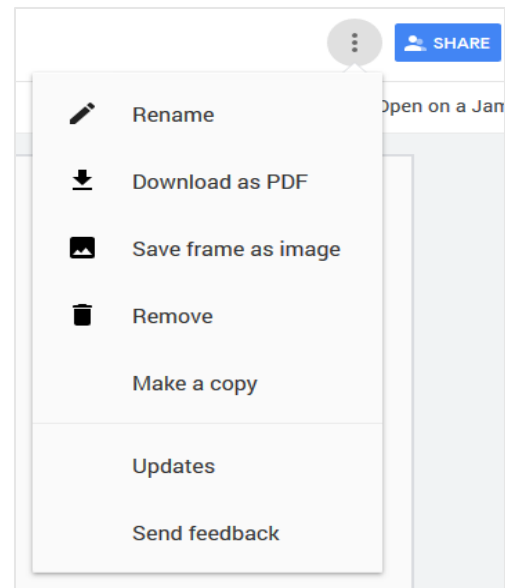 SHARE
Open on a Jam
Rename
Download as PDF
Save frame as image
Remove
Make a copy
Updates
Send feedback